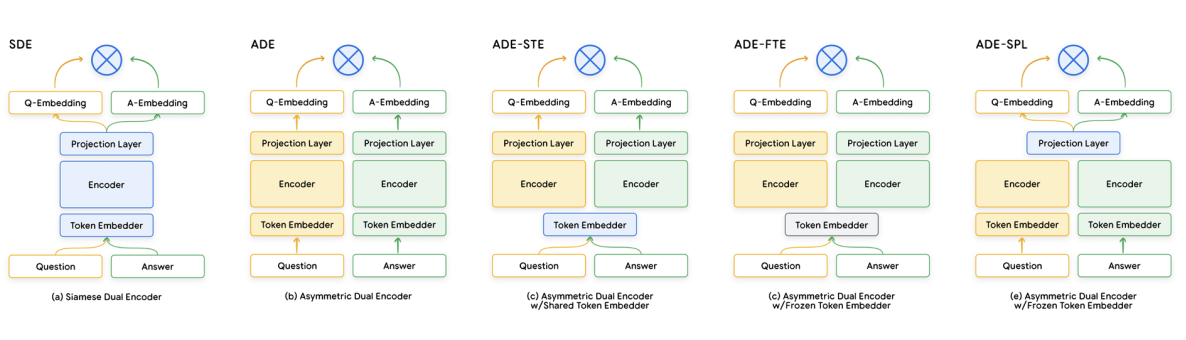 SDE
Q-Embedding
A-Embedding
Projection Layer
Encoder
Token Embedder
Question
Answer
(a) Siamese Dual Encoder
ADE
Q-Embedding
A-Embedding
Projection Layer
Projection Layer
Encoder
Encoder
Token Embedder
Token Embedder
Question
Answer
(b) Asymmetric Dual Encoder
ADE-STE
Q-Embedding
A-Embedding
Projection Layer
Projection Layer
Encoder
Encoder
Token Embedder
Question
Answer
(c) Asymmetric Dual Encoder
w/Shared Token Embedder
ADE-FTE
Q-Embedding
A-Embedding
Projection Layer
Projection Layer
Encoder
Encoder
Token Embedder
Question
Answer
(c) Asymmetric Dual Encoder
w/Frozen Token Embedder
ADE-SPL
Q-Embedding
A-Embedding
Projection Layer
Encoder
Encoder
Token Embedder
Token Embedder
Question
Answer
(e) Asymmetric Dual Encoder
w/Frozen Token Embedder